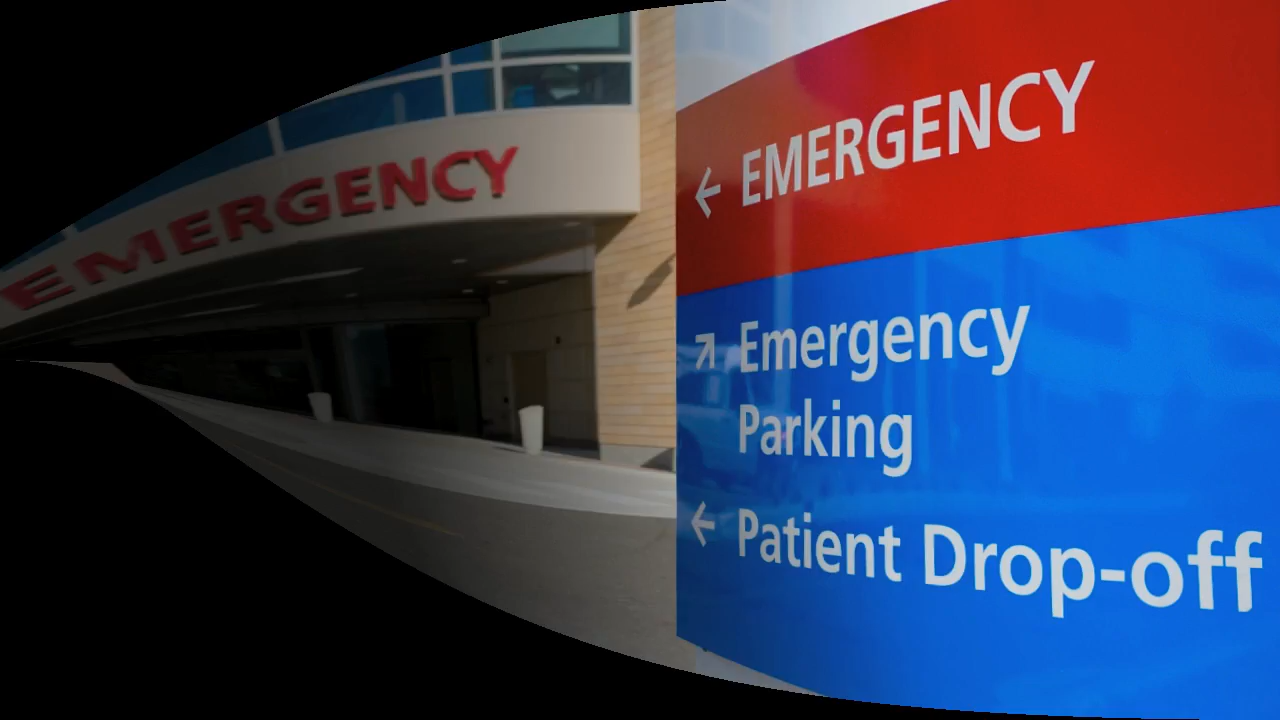 EMERGENCY
← EMERGENCY
↗ Emergency
Parking
← Patient Drop-off